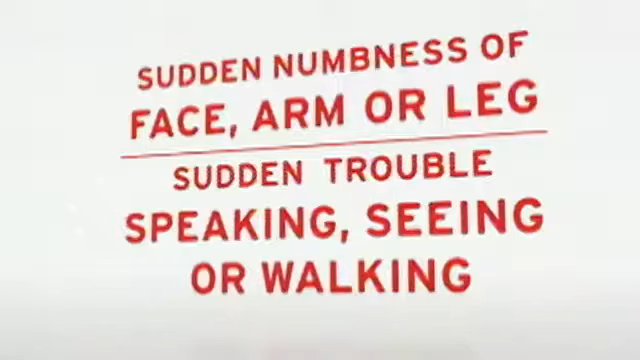 SUDDEN NUMBNESS OF
FACE, ARM OR LEG
SUDDEN TROUBLE
SPEAKING, SEEING
OR WALKING